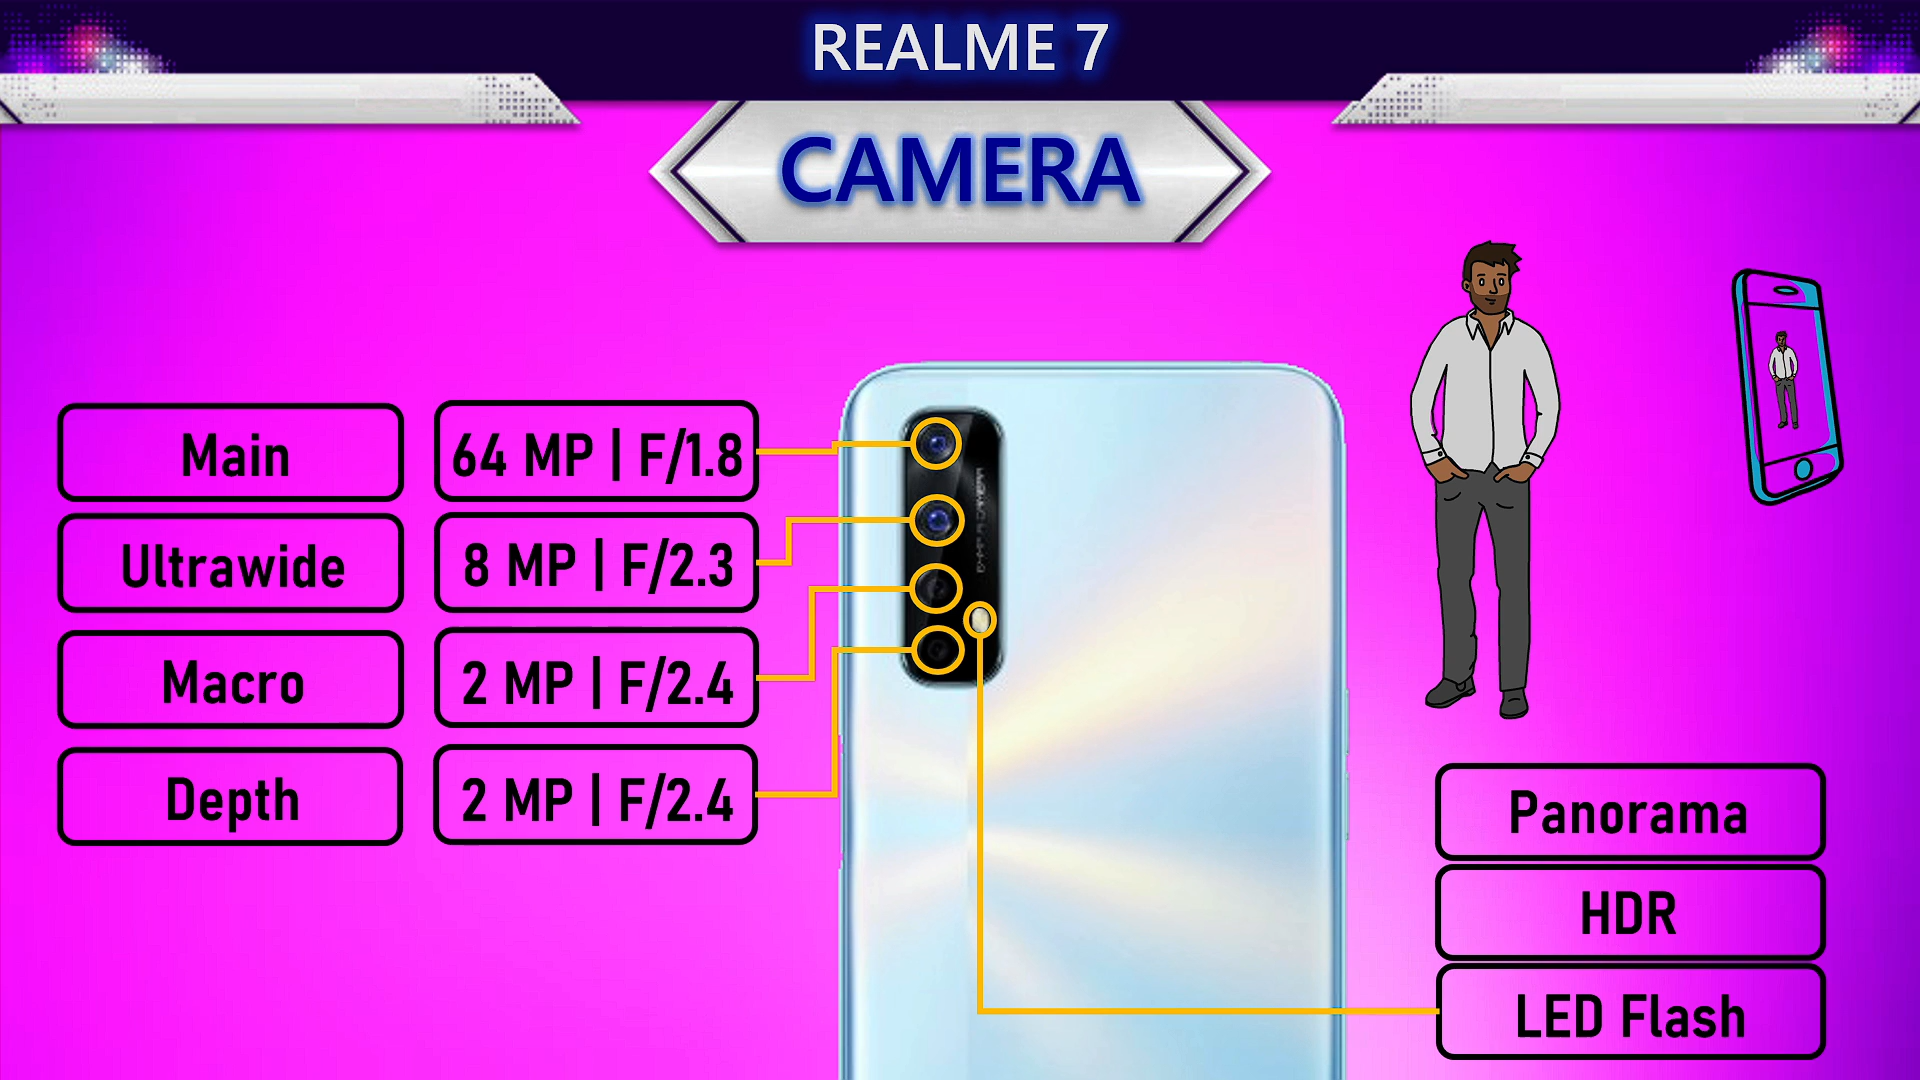 REALME 7
CAMERA
Main
64 MP | F/1.8
Ultrawide
8 MP | F/2.3
Macro
2 MP | F/2.4
Depth
2 MP | F/2.4
Panorama
HDR
LED Flash